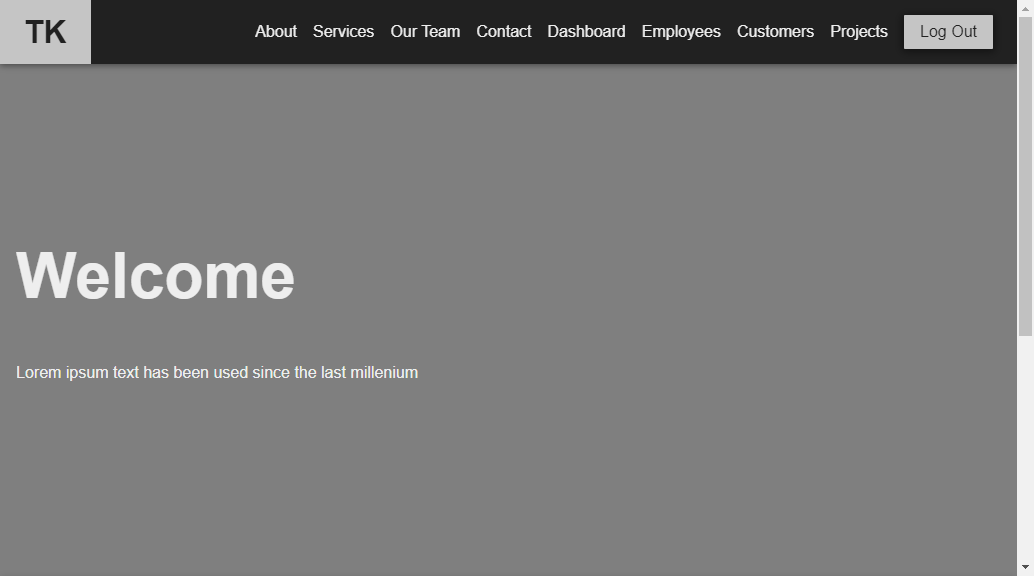 TK About Services Our Team Contact Dashboard Employees Customers Projects Log Out
Welcome
Lorem ipsum text has been used since the last millenium